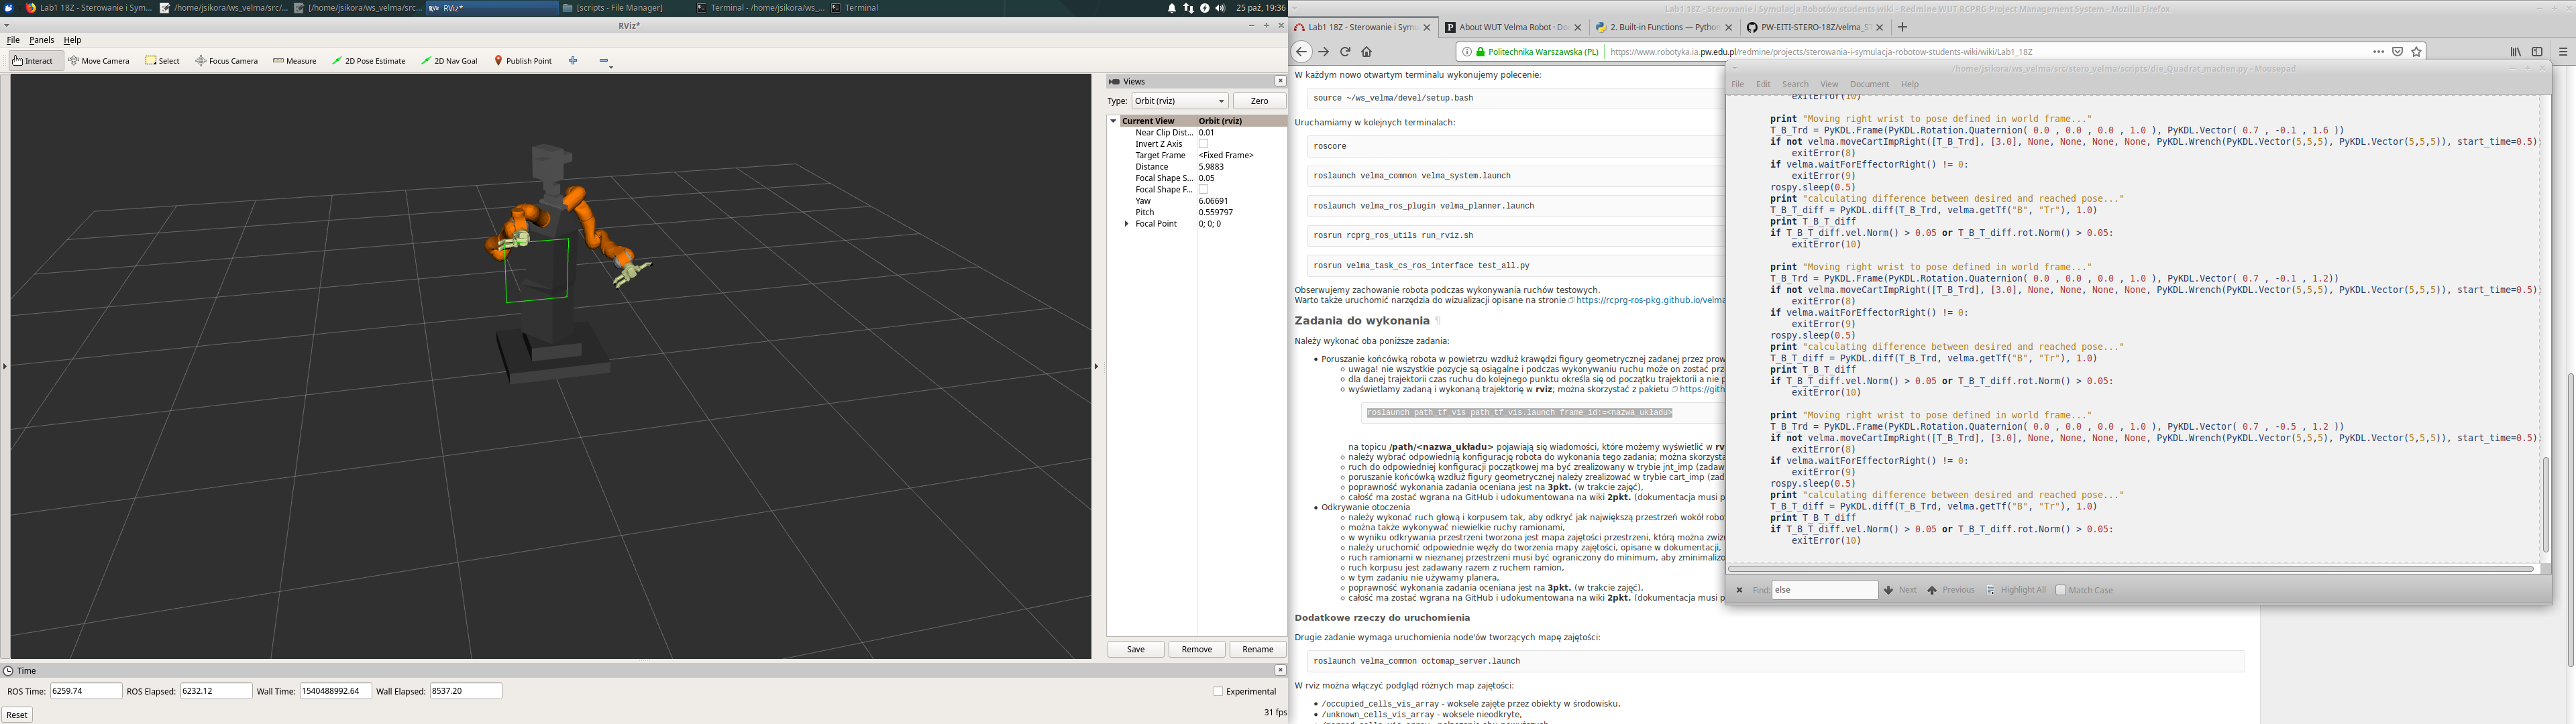 Lab1 18Z - Sterowanie i Sym...
/home/jsikora/ws_velma/src/...
[/home/jsikora/ws_velma/src...
RViz*
[scripts - File Manager]
Terminal - /home/jsikora/ws_...
Terminal
25 paź, 19:36
RViz*
File Panels Help
Interact Move Camera Select Focus Camera Measure 2D Pose Estimate 2D Nav Goal Publish Point
Views
Type: Orbit (rviz) Zero
Current View Orbit (rviz)
Near Clip Dist... 0.01
Invert Z Axis
Target Frame <Fixed Frame>
Distance 5.9883
Focal Shape S... 0.05
Focal Shape F...
Yaw 6.06691
Pitch 0.559797
Focal Point 0; 0; 0
Save Remove Rename
Time
ROS Time: 6259.74 ROS Elapsed: 6232.12 Wall Time: 1540488992.64 Wall Elapsed: 8537.20 Experimental
Reset 31 fps
Lab1 18Z - Sterowanie i Symulacja Robotów students wiki - Redmine WUT RCPRG Project Management System - Mozilla Firefox
Lab1 18Z - Sterowanie i Symu
About WUT Velma Robot · Do
2. Built-in Functions — Python
PW-EITI-STERO-18Z/velma_ST
Politechnika Warszawska (PL) https://www.robotyka.ia.pw.edu.pl/redmine/projects/sterowania-i-symulacja-robotow-students-wiki/wiki/Lab1_18Z
W każdym nowo otwartym terminalu wykonujemy polecenie:
source ~/ws_velma/devel/setup.bash
Uruchamiamy w kolejnych terminalach:
roscore
roslaunch velma_common velma_system.launch
roslaunch velma_ros_plugin velma_planner.launch
rosrun rcprg_ros_utils run_rviz.sh
rosrun velma_task_cs_ros_interface test_all.py
Obserwujemy zachowanie robota podczas wykonywania ruchów testowych.
Warto także uruchomić narzędzia do wizualizacji opisane na stronie https://rcprg-ros-pkg.github.io/velma
Zadania do wykonania ¶
Należy wykonać oba poniższe zadania:
Poruszanie końcówką robota w powietrzu wzdłuż krawędzi figury geometrycznej zadanej przez prow
uwaga! nie wszystkie pozycje są osiągalne i podczas wykonywaniu ruchu może on zostać prz
dla danej trajektorii czas ruchu do kolejnego punktu określa się od początku trajektorii a nie p
wyświetlamy zadaną i wykonaną trajektorię w rviz; można skorzystać z pakietu https://gith
roslaunch path_tf_vis path_tf_vis.launch frame_id:=<nazwa_układu>
na topicu /path/<nazwa_układu> pojawiają się wiadomości, które możemy wyświetlić w rv
należy wybrać odpowiednią konfigurację robota do wykonania tego zadania; można skorzysta
ruch do odpowiedniej konfiguracji początkowej ma być zrealizowany w trybie jnt_imp (zadaw
poruszanie końcówką wzdłuż figury geometrycznej należy zrealizować w trybie cart_imp (zad
poprawność wykonania zadania oceniana jest na 3pkt. (w trakcie zajęć),
całość ma zostać wgrana na GitHub i udokumentowana na wiki 2pkt. (dokumentacja musi p
Odkrywanie otoczenia
należy wykonać ruch głową i korpusem tak, aby odkryć jak największą przestrzeń wokół robo
można także wykonywać niewielkie ruchy ramionami,
w wyniku odkrywania przestrzeni tworzona jest mapa zajętości przestrzeni, którą można zwiz
należy uruchomić odpowiednie węzły do tworzenia mapy zajętości, opisane w dokumentacji,
ruch ramionami w nieznanej przestrzeni musi być ograniczony do minimum, aby zminimalizo
ruch korpusu jest zadawany razem z ruchem ramion,
w tym zadaniu nie używamy planera,
poprawność wykonania zadania oceniana jest na 3pkt. (w trakcie zajęć),
całość ma zostać wgrana na GitHub i udokumentowana na wiki 2pkt. (dokumentacja musi p
Dodatkowe rzeczy do uruchomienia
Drugie zadanie wymaga uruchomienia node'ów tworzących mapę zajętości:
roslaunch velma_common octomap_server.launch
W rviz można włączyć podgląd różnych map zajętości:
/occupied_cells_vis_array - woksele zajęte przez obiekty w środowisku,
/unknown_cells_vis_array - woksele nieodkryte,
/home/jsikora/ws_velma/src/stero_velma/scripts/die_Quadrat_machen.py - Mousepad
File Edit Search View Document Help
exitError(10)
print "Moving right wrist to pose defined in world frame..."
T_B_Trd = PyKDL.Frame(PyKDL.Rotation.Quaternion( 0.0 , 0.0 , 0.0 , 1.0 ), PyKDL.Vector( 0.7 , -0.1 , 1.6 ))
if not velma.moveCartImpRight([T_B_Trd], [3.0], None, None, None, None, PyKDL.Wrench(PyKDL.Vector(5,5,5), PyKDL.Vector(5,5,5)), start_time=0.5):
exitError(8)
if velma.waitForEffectorRight() != 0:
exitError(9)
rospy.sleep(0.5)
print "calculating difference between desired and reached pose..."
T_B_T_diff = PyKDL.diff(T_B_Trd, velma.getTf("B", "Tr"), 1.0)
print T_B_T_diff
if T_B_T_diff.vel.Norm() > 0.05 or T_B_T_diff.rot.Norm() > 0.05:
exitError(10)
print "Moving right wrist to pose defined in world frame..."
T_B_Trd = PyKDL.Frame(PyKDL.Rotation.Quaternion( 0.0 , 0.0 , 0.0 , 1.0 ), PyKDL.Vector( 0.7 , -0.1 , 1.2))
if not velma.moveCartImpRight([T_B_Trd], [3.0], None, None, None, None, PyKDL.Wrench(PyKDL.Vector(5,5,5), PyKDL.Vector(5,5,5)), start_time=0.5):
exitError(8)
if velma.waitForEffectorRight() != 0:
exitError(9)
rospy.sleep(0.5)
print "calculating difference between desired and reached pose..."
T_B_T_diff = PyKDL.diff(T_B_Trd, velma.getTf("B", "Tr"), 1.0)
print T_B_T_diff
if T_B_T_diff.vel.Norm() > 0.05 or T_B_T_diff.rot.Norm() > 0.05:
exitError(10)
print "Moving right wrist to pose defined in world frame..."
T_B_Trd = PyKDL.Frame(PyKDL.Rotation.Quaternion( 0.0 , 0.0 , 0.0 , 1.0 ), PyKDL.Vector( 0.7 , -0.5 , 1.2 ))
if not velma.moveCartImpRight([T_B_Trd], [3.0], None, None, None, None, PyKDL.Wrench(PyKDL.Vector(5,5,5), PyKDL.Vector(5,5,5)), start_time=0.5):
exitError(8)
if velma.waitForEffectorRight() != 0:
exitError(9)
rospy.sleep(0.5)
print "calculating difference between desired and reached pose..."
T_B_T_diff = PyKDL.diff(T_B_Trd, velma.getTf("B", "Tr"), 1.0)
print T_B_T_diff
if T_B_T_diff.vel.Norm() > 0.05 or T_B_T_diff.rot.Norm() > 0.05:
exitError(10)
Find: else Next Previous Highlight All Match Case